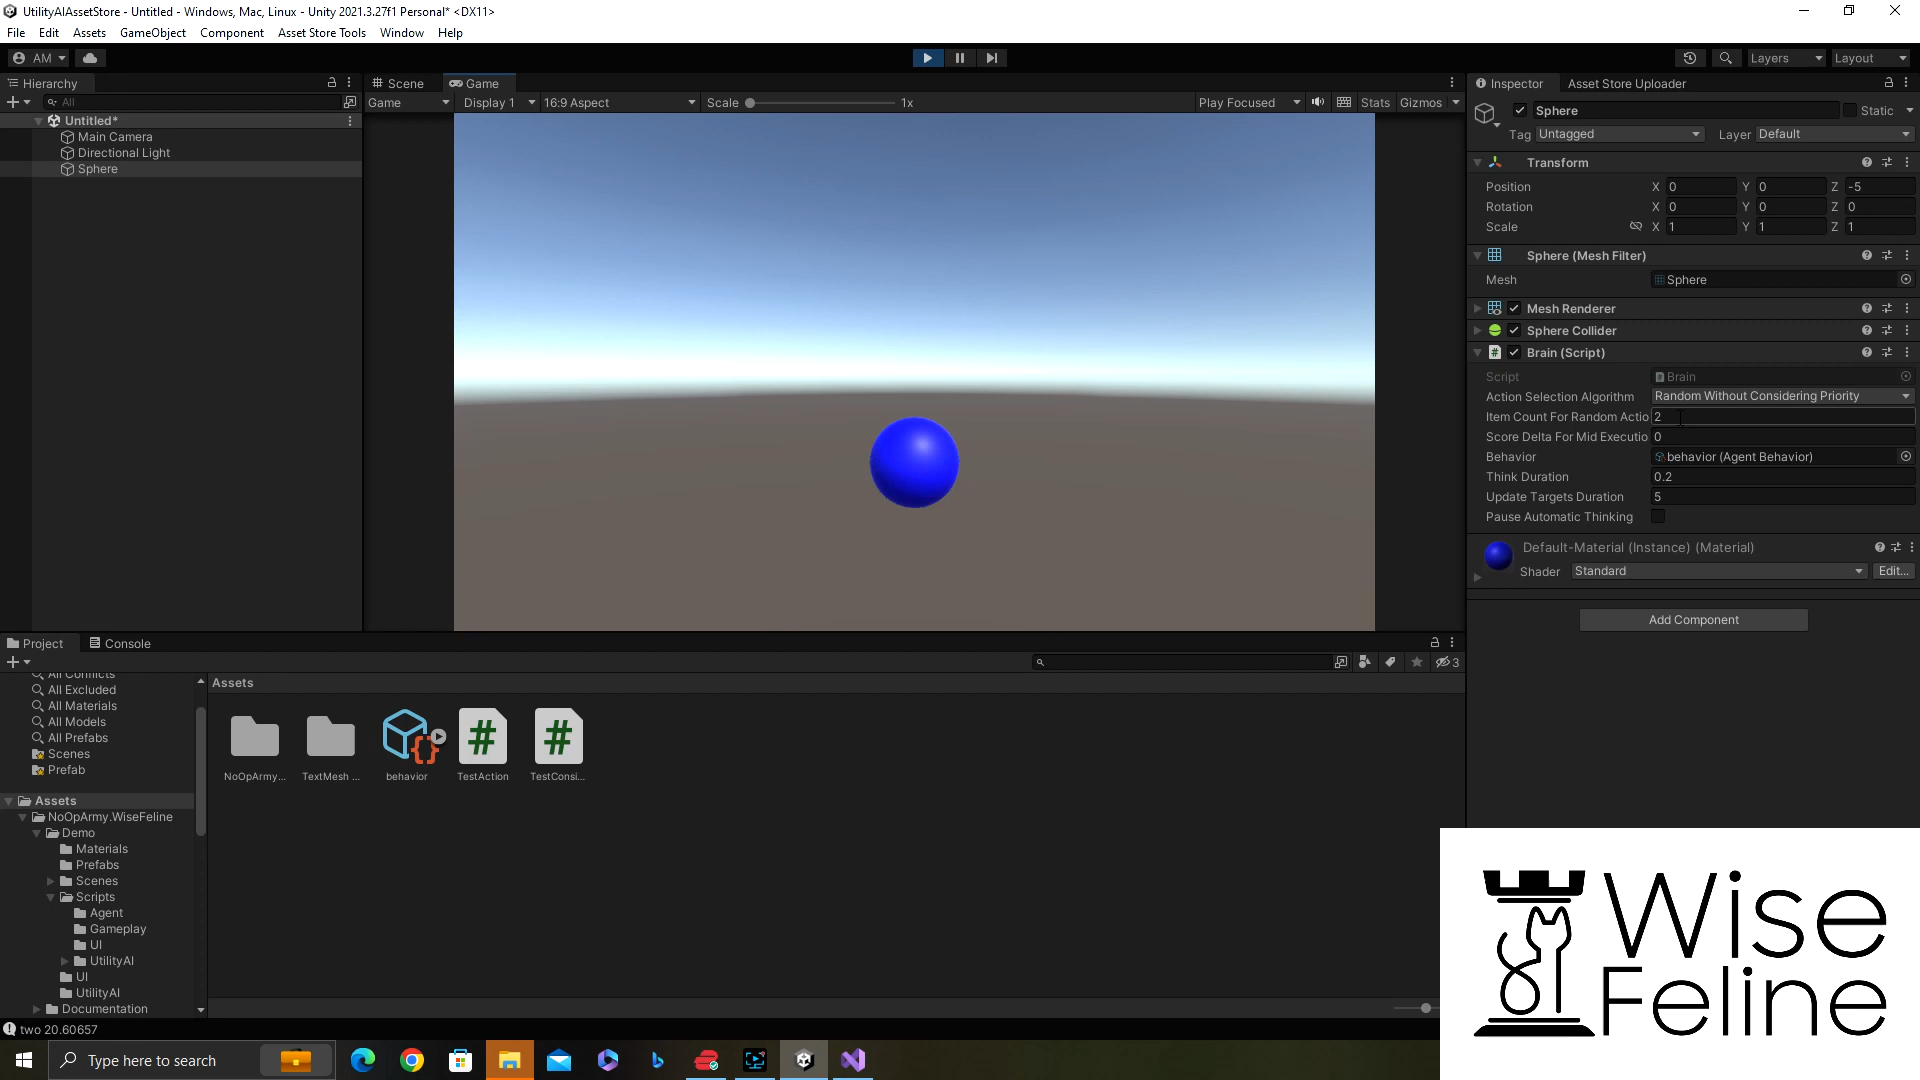 UtilityAIAssetStore - Untitled - Windows, Mac, Linux - Unity 2021.3.27f1 Personal* <DX11>
File Edit Assets GameObject Component Asset Store Tools Window Help
AM
Layers Layout
Hierarchy
All
Untitled*
Main Camera
Directional Light
Sphere
Scene Game
Game Display 1 16:9 Aspect Scale 1x Play Focused Stats Gizmos
Inspector Asset Store Uploader
Sphere Static
Tag Untagged Layer Default
Transform
Position X 0 Y 0 Z -5
Rotation X 0 Y 0 Z 0
Scale X 1 Y 1 Z 1
Sphere (Mesh Filter)
Mesh Sphere
Mesh Renderer
Sphere Collider
# Brain (Script)
Script Brain
Action Selection Algorithm Random Without Considering Priority
Item Count For Random Actio 2
Score Delta For Mid Executio 0
Behavior behavior (Agent Behavior)
Think Duration 0.2
Update Targets Duration 5
Pause Automatic Thinking
Default-Material (Instance) (Material)
Shader Standard Edit...
Add Component
Project Console
3
All Conflicts
All Excluded
All Materials
All Models
All Prefabs
Scenes
Prefab
Assets
NoOpArmy.WiseFeline
Demo
Materials
Prefabs
Scenes
Scripts
Agent
Gameplay
UI
UtilityAI
UI
UtilityAI
Documentation
Assets
NoOpArmy... TextMesh ... behavior TestAction TestConsi...
two 20.60657
Type here to search
Wise
Feline